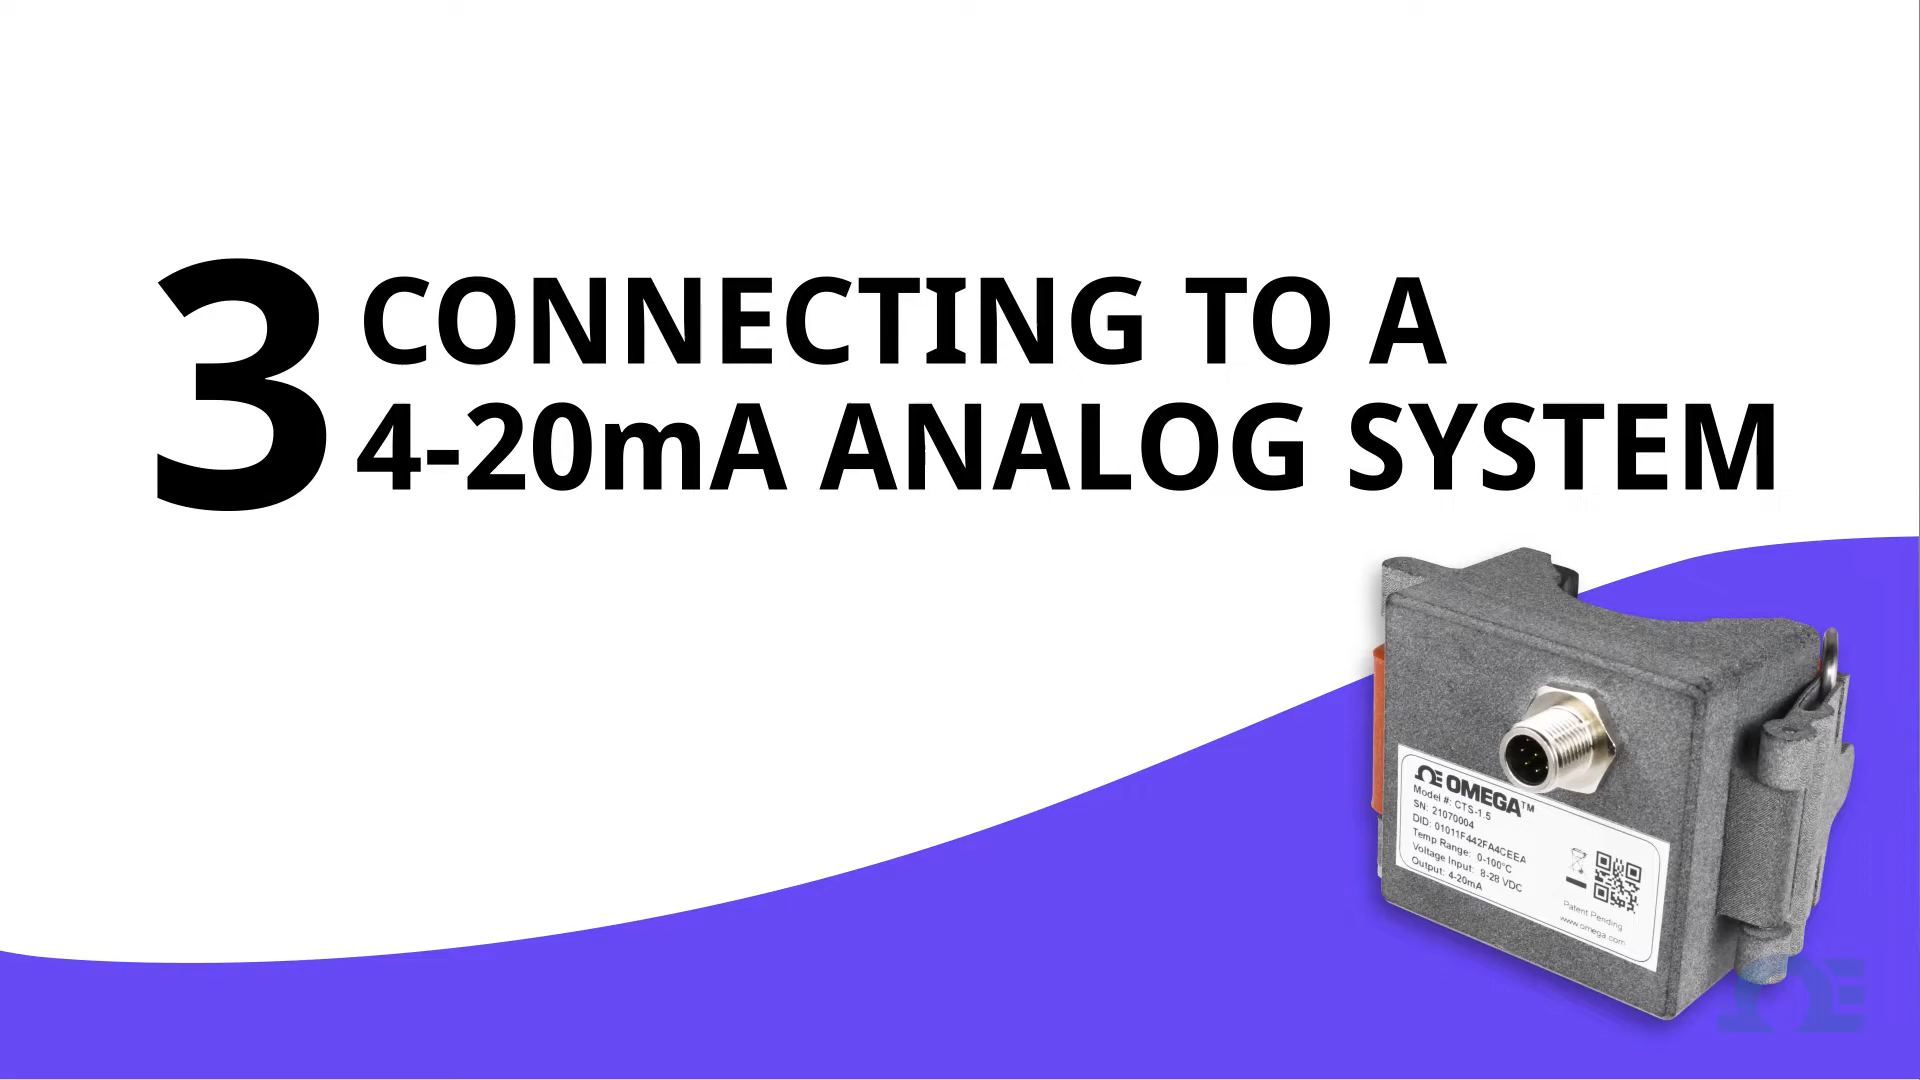 3
CONNECTING TO A
4-20mA ANALOG SYSTEM
ΩE OMEGA™
Model #: CTS-1.5
SN: 21070004
DID: 01011F442FA4CEEA
Temp Range: 0-100°C
Voltage Input: 8-28 VDC
Output: 4-20mA
Patent Pending
www.omega.com